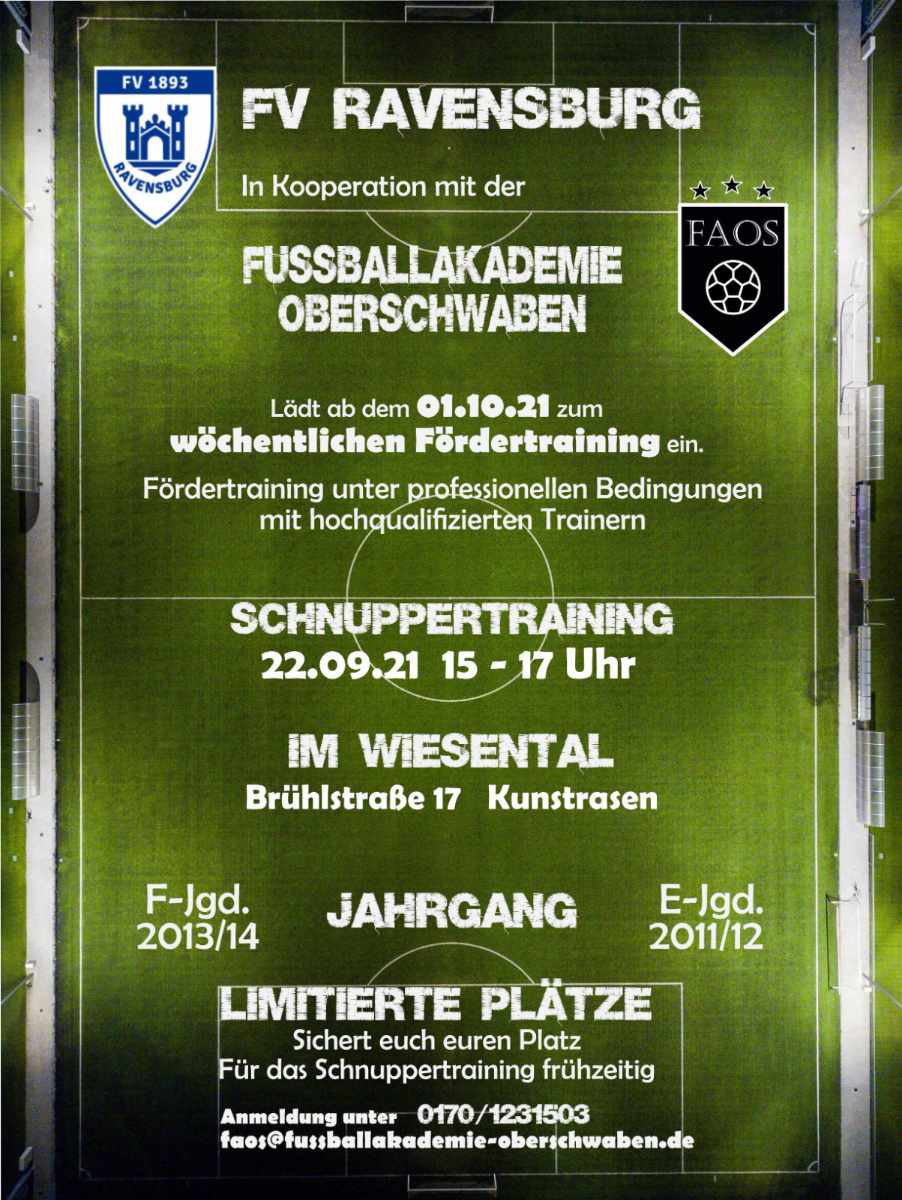 FV 1893
RAVENSBURG
FV RAVENSBURG
In Kooperation mit der
FAOS
FUSSBALLAKADEMIE
OBERSCHWABEN
Lädt ab dem 01.10.21 zum
wöchentlichen Fördertraining ein.
Fördertraining unter professionellen Bedingungen
mit hochqualifizierten Trainern
SCHNUPPERTRAINING
22.09.21 15 - 17 Uhr
IM WIESENTAL
Brühlstraße 17 Kunstrasen
F-Jgd.
2013/14
JAHRGANG
E-Jgd.
2011/12
LIMITIERTE PLÄTZE
Sichert euch euren Platz
Für das Schnuppertraining frühzeitig
Anmeldung unter 0170/1231503
faos@fussballakademie-oberschwaben.de